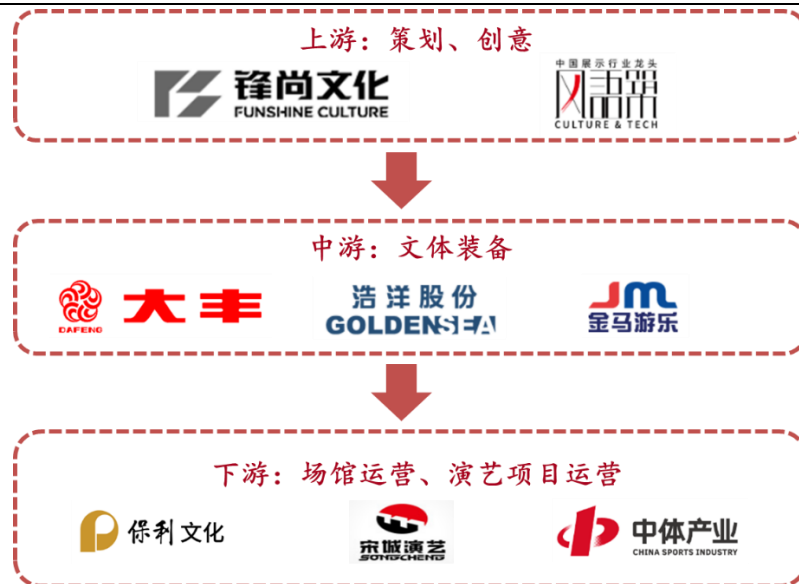 上游：策划、创意
锋尚文化
FUNSHINE CULTURE
中国展示行业龙头
风语筑
CULTURE & TECH
中游：文体装备
DAFENG
大丰
浩洋股份
GOLDENSEA
JM
金马游乐
下游：场馆运营、演艺项目运营
保利文化
宋城演艺
SONGCHENG
中体产业
CHINA SPORTS INDUSTRY